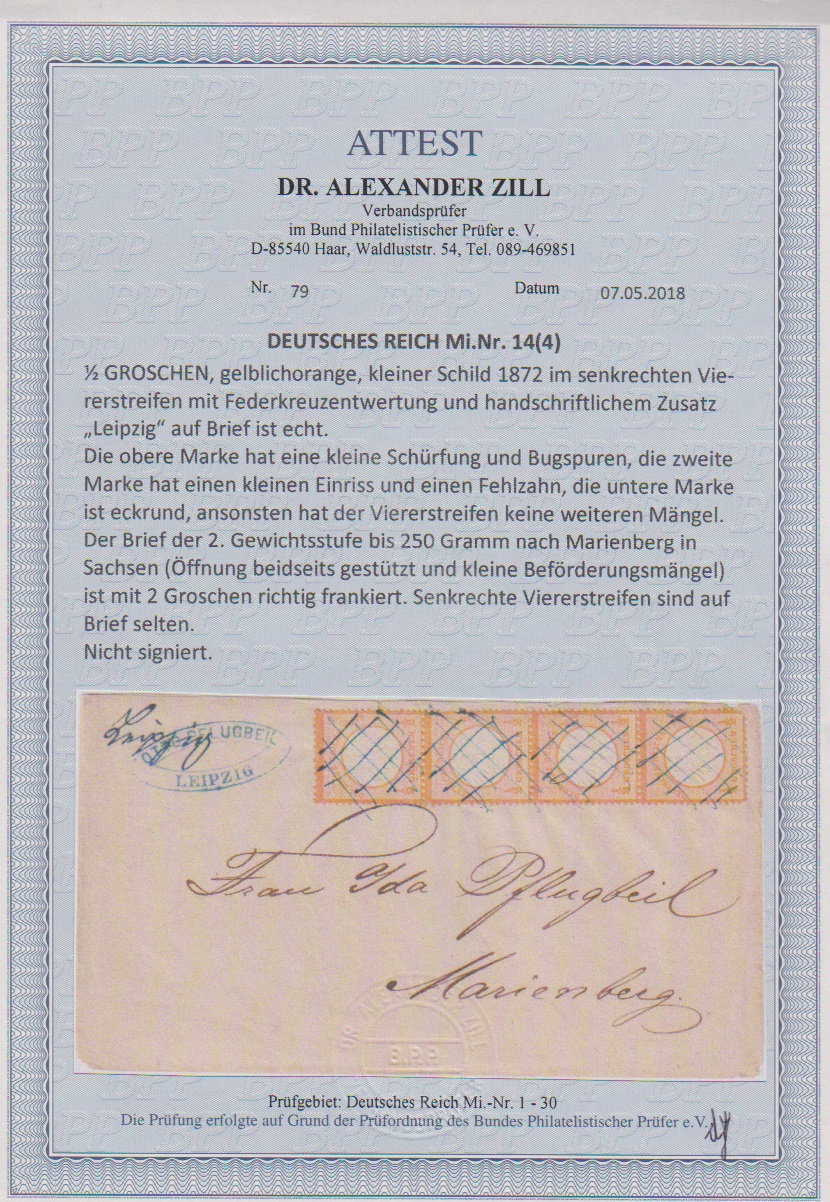 ATTEST
DR. ALEXANDER ZILL
Verbandsprüfer
im Bund Philatelistischer Prüfer e. V.
D-85540 Haar, Waldluststr. 54, Tel. 089-469851
Nr. 79 Datum 07.05.2018
DEUTSCHES REICH Mi.Nr. 14(4)
½ GROSCHEN, gelblichorange, kleiner Schild 1872 im senkrechten Vie-
rerstreifen mit Federkreuzentwertung und handschriftlichem Zusatz
„Leipzig“ auf Brief ist echt.
Die obere Marke hat eine kleine Schürfung und Bugspuren, die zweite
Marke hat einen kleinen Einriss und einen Fehlzahn, die untere Marke
ist eckrund, ansonsten hat der Viererstreifen keine weiteren Mängel.
Der Brief der 2. Gewichtsstufe bis 250 Gramm nach Marienberg in
Sachsen (Öffnung beidseits gestützt und kleine Beförderungsmängel)
ist mit 2 Groschen richtig frankiert. Senkrechte Viererstreifen sind auf
Brief selten.
Nicht signiert.
Leipzig
PFLUGBEIL
LEIPZIG
Frau Ida Pflugbeil
Marienberg.
B.P.P.
Prüfgebiet: Deutsches Reich Mi.-Nr. 1 - 30
Die Prüfung erfolgte auf Grund der Prüfordnung des Bundes Philatelistischer Prüfer e.V.